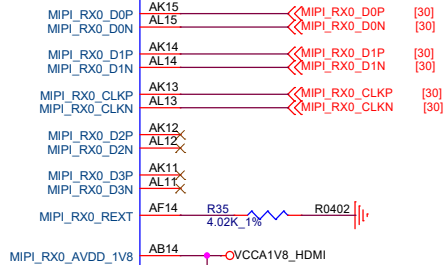 MIPI_RX0_D0P AK15 MIPI_RX0_D0P [30]
MIPI_RX0_D0N AL15 MIPI_RX0_D0N [30]
MIPI_RX0_D1P AK14 MIPI_RX0_D1P [30]
MIPI_RX0_D1N AL14 MIPI_RX0_D1N [30]
MIPI_RX0_CLKP AK13 MIPI_RX0_CLKP [30]
MIPI_RX0_CLKN AL13 MIPI_RX0_CLKN [30]
MIPI_RX0_D2P AK12
MIPI_RX0_D2N AL12
MIPI_RX0_D3P AK11
MIPI_RX0_D3N AL11
MIPI_RX0_REXT AF14 R35 R0402
4.02K_1%
MIPI_RX0_AVDD_1V8 AB14 VCCA1V8_HDMI